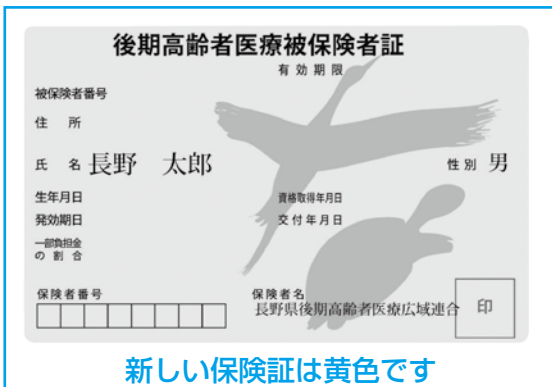 後期高齢者医療被保険者証
有効期限
被保険者番号
住 所
氏 名 長野 太郎 性別 男
生年月日 資格取得年月日
発効期日 交付年月日
一部負担金
の割合
保険者番号 保険者名
長野県後期高齢者医療広域連合 印
新しい保険証は黄色です